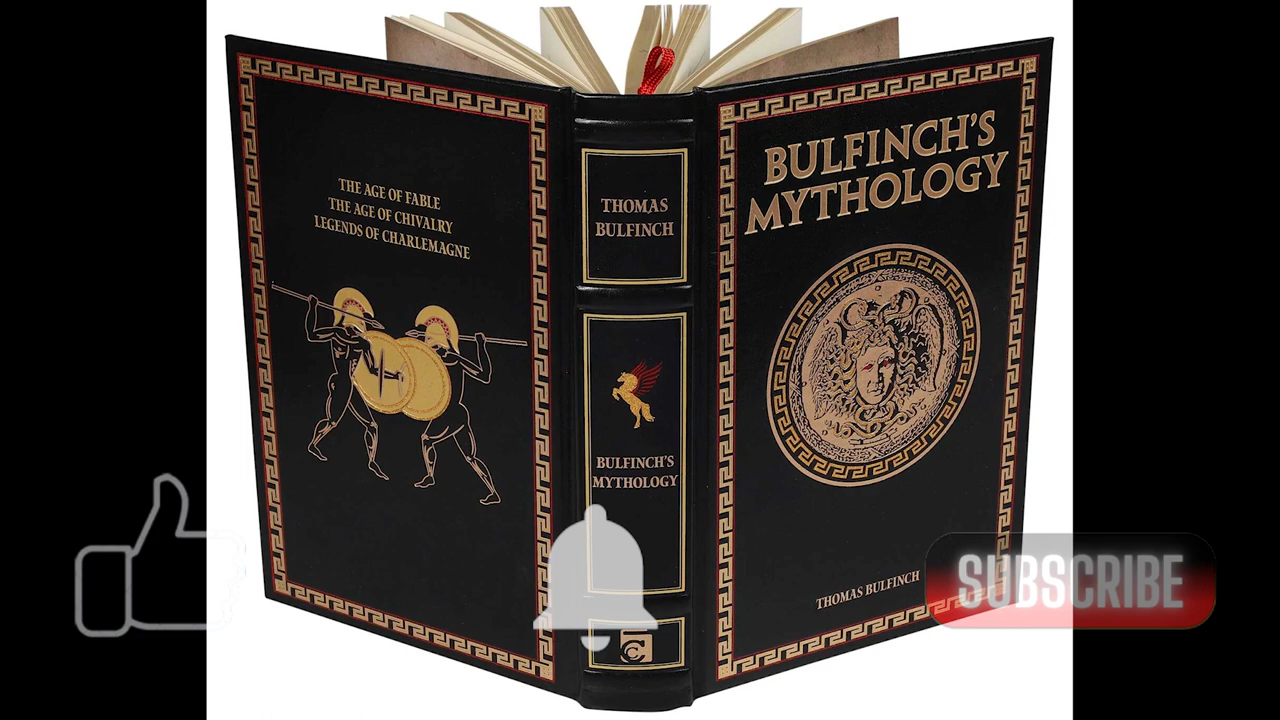 THE AGE OF FABLE
THE AGE OF CHIVALRY
LEGENDS OF CHARLEMAGNE
THOMAS
BULFINCH
BULFINCH'S
MYTHOLOGY
BULFINCH'S
MYTHOLOGY
THOMAS BULFINCH
SUBSCRIBE